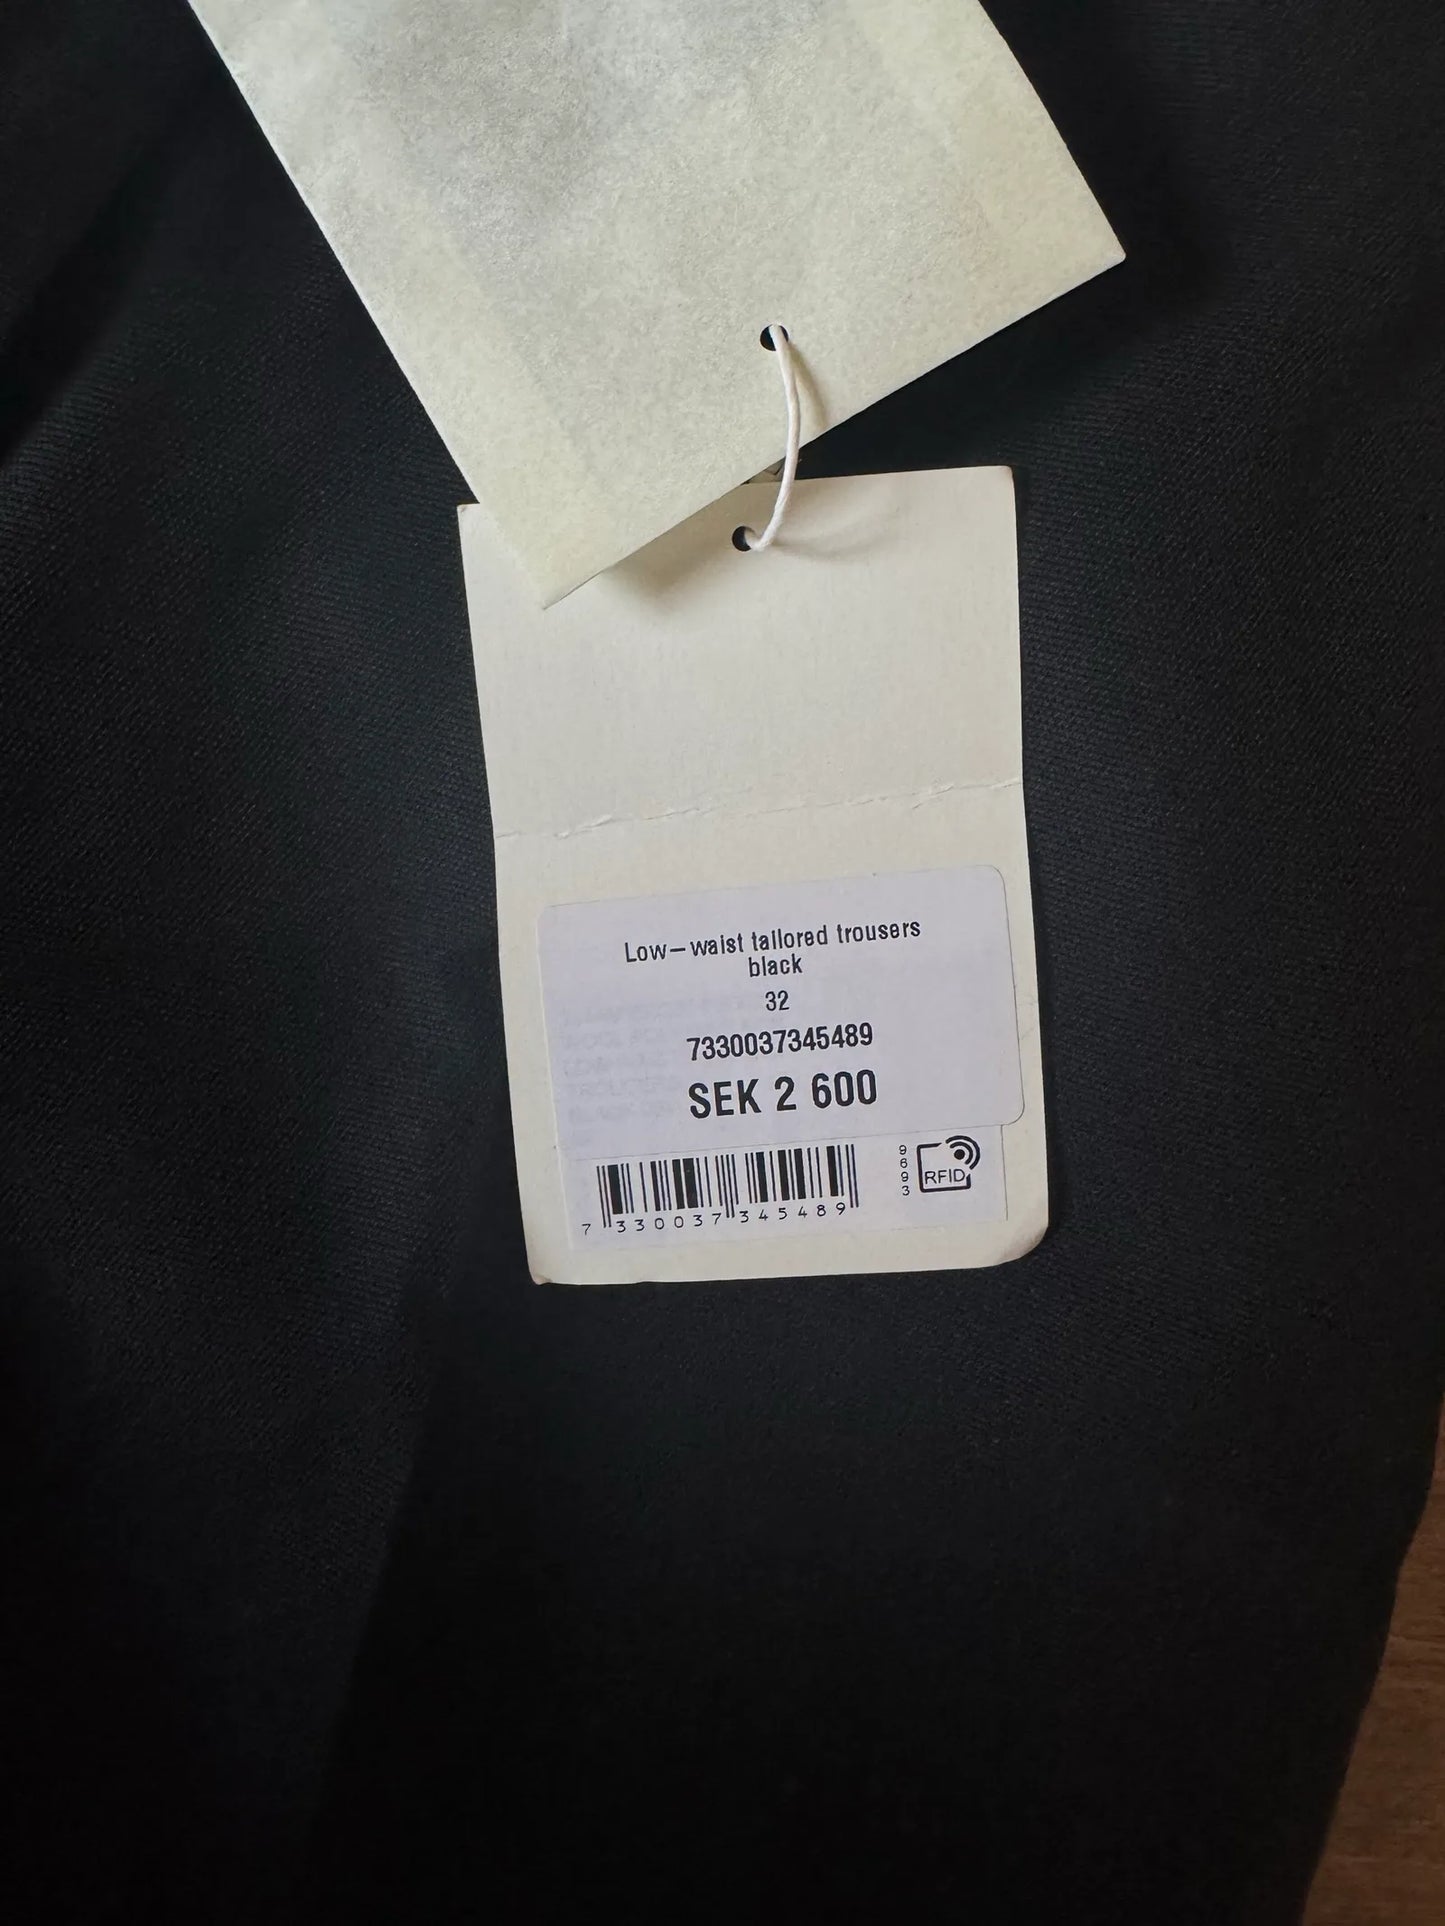 Low-waist tailored trousers
black
32
7330037345489
SEK 2 600
7 330037 345489
9693
RFID